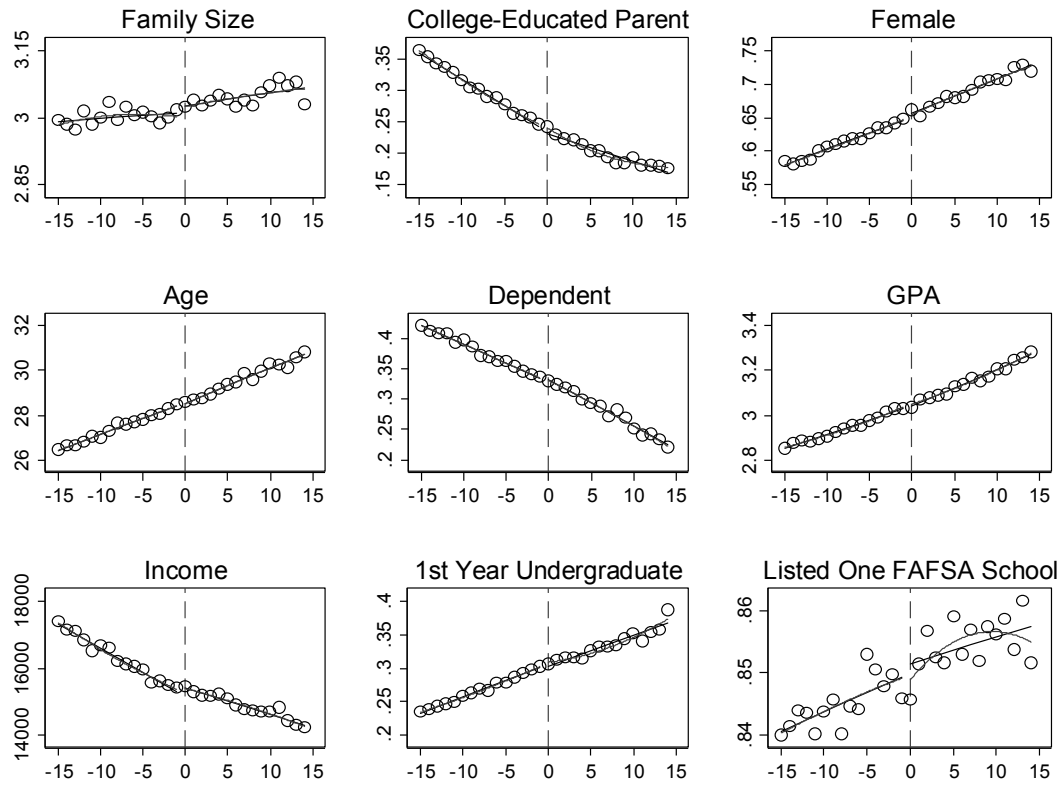 Family Size
College-Educated Parent
Female
3.15
3
2.85
-15 -10 -5 0 5 10 15
.35
.3
.25
.2
.15
-15 -10 -5 0 5 10 15
.75
.7
.65
.6
.55
-15 -10 -5 0 5 10 15
Age
Dependent
GPA
32
30
28
26
-15 -10 -5 0 5 10 15
.4
.35
.3
.25
.2
-15 -10 -5 0 5 10 15
3.4
3.2
3
2.8
-15 -10 -5 0 5 10 15
Income
1st Year Undergraduate
Listed One FAFSA School
18000
16000
14000
-15 -10 -5 0 5 10 15
.4
.35
.3
.25
.2
-15 -10 -5 0 5 10 15
.86
.85
.84
-15 -10 -5 0 5 10 15